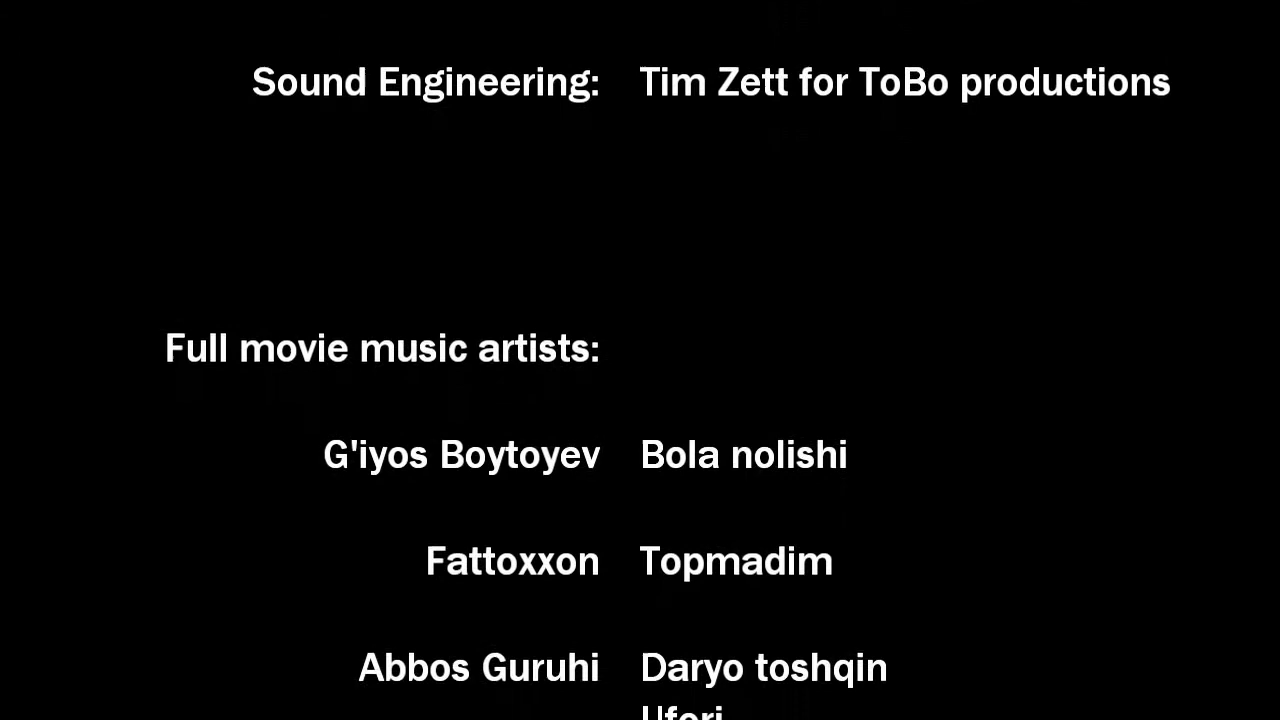 Sound Engineering: Tim Zett for ToBo productions
Full movie music artists:
G'iyos Boytoyev Bola nolishi
Fattoxxon Topmadim
Abbos Guruhi Daryo toshqin